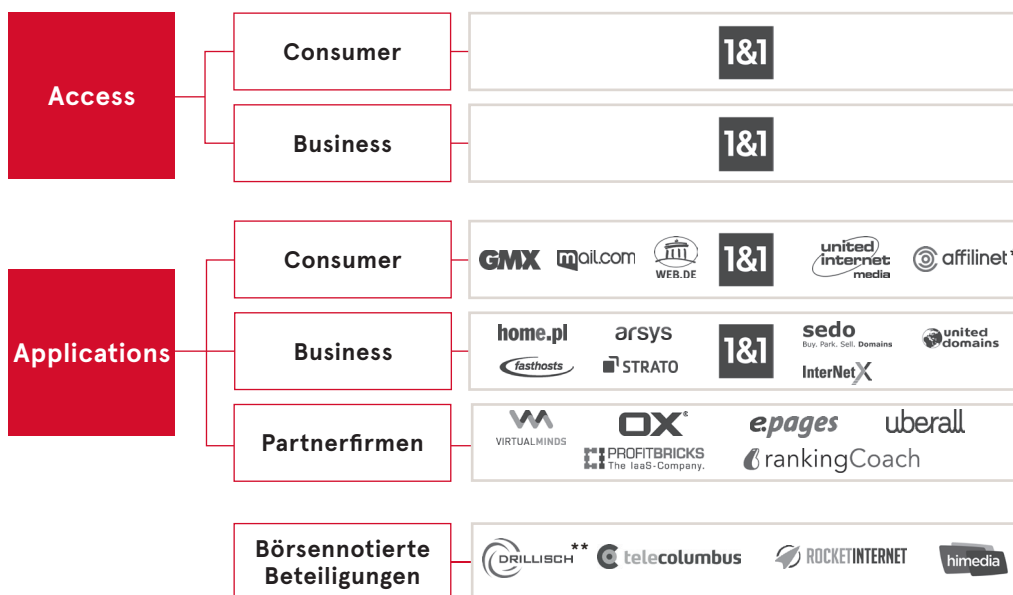 Access
Consumer
1&1
Business
1&1
Applications
Consumer
GMX mail.com WEB.DE 1&1 united internet media affilinet*
Business
home.pl arsys 1&1 sedo united domains
Buy. Park. Sell. Domains
fasthosts STRATO InterNetX
Partnerfirmen
VIRTUALMINDS OX® e.pages uberall
PROFITBRICKS rankingCoach
The IaaS-Company.
Börsennotierte
Beteiligungen
DRILLISCH** telecolumbus ROCKETINTERNET himedia